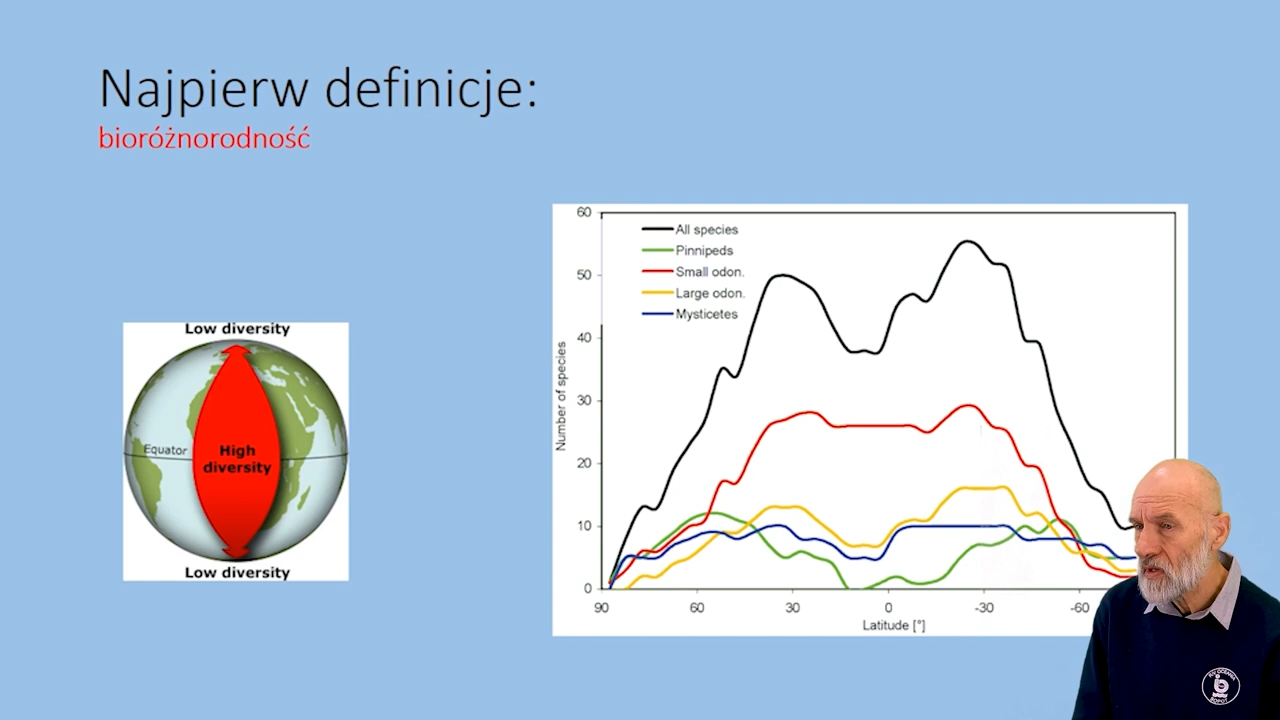 Najpierw definicje:
bioróżnorodność
Low diversity
Equator
High
diversity
Low diversity
60
50
40
30
20
10
0
Number of species
All species
Pinnipeds
Small odon.
Large odon.
Mysticetes
90 60 30 0 -30 -60
Latitude [°]
SOPOT